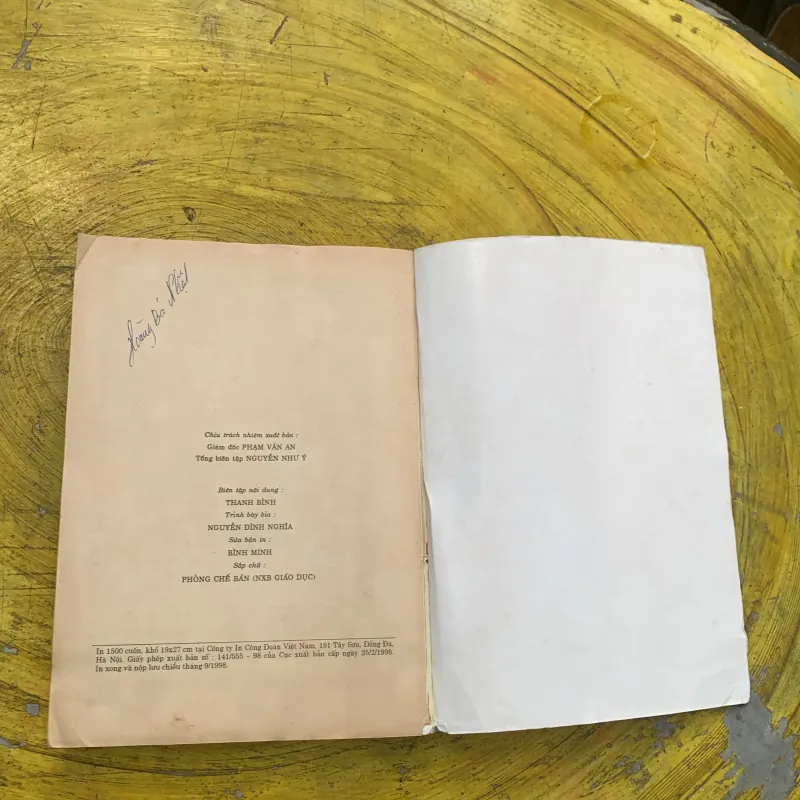 Hoàng Bá
Chịu trách nhiệm xuất bản :
Giám đốc PHẠM VĂN AN
Tổng biên tập NGUYỄN NHƯ Ý
Biên tập nội dung :
THANH BÌNH
Trình bày bìa :
NGUYỄN ĐÌNH NGHĨA
Sửa bản in :
BÌNH MINH
Sắp chữ :
PHÒNG CHẾ BẢN (NXB GIÁO DỤC)
In 1500 cuốn, khổ 19x27 cm tại Công ty In Công Đoàn Việt Nam, 191 Tây Sơn, Đống Đa,
Hà Nội. Giấy phép xuất bản số : 141/555 - 98 của Cục xuất bản cấp ngày 25/2/1998.
In xong và nộp lưu chiểu tháng 9/1998.